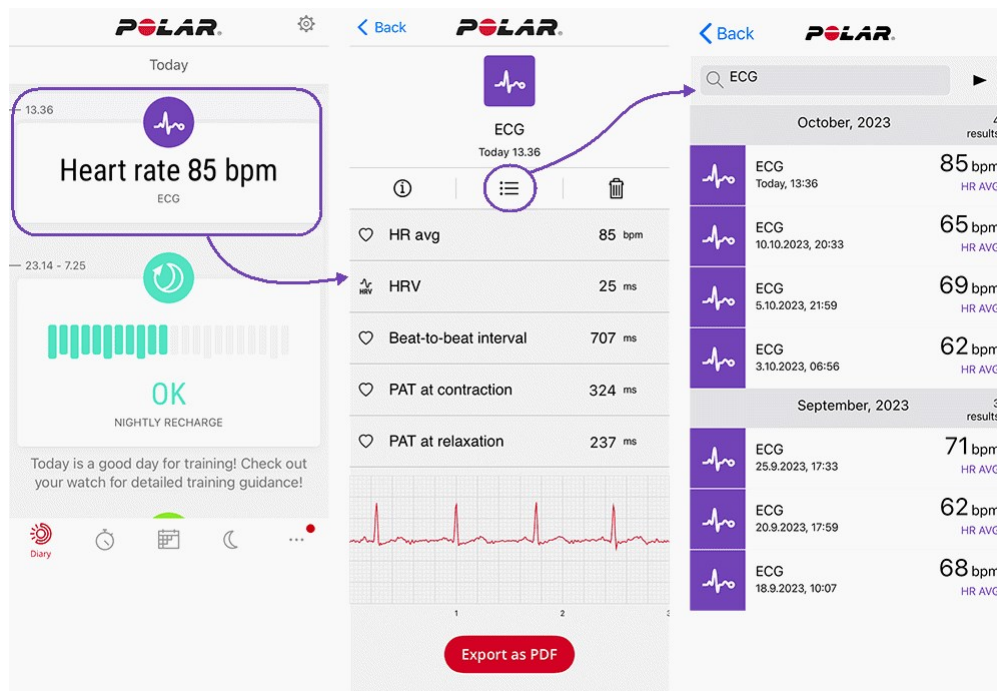 POLAR.
Today
13.36
Heart rate 85 bpm
ECG
23.14 - 7.25
OK
NIGHTLY RECHARGE
Today is a good day for training! Check out
your watch for detailed training guidance!
Diary
Back
POLAR.
ECG
Today 13.36
HR avg 85 bpm
HRV HRV 25 ms
Beat-to-beat interval 707 ms
PAT at contraction 324 ms
PAT at relaxation 237 ms
1 2 3
Export as PDF
Back
POLAR.
ECG
October, 2023 4
results
ECG 85 bpm
Today, 13:36 HR AVG
ECG 65 bpm
10.10.2023, 20:33 HR AVG
ECG 69 bpm
5.10.2023, 21:59 HR AVG
ECG 62 bpm
3.10.2023, 06:56 HR AVG
September, 2023 3
results
ECG 71 bpm
25.9.2023, 17:33 HR AVG
ECG 62 bpm
20.9.2023, 17:59 HR AVG
ECG 68 bpm
18.9.2023, 10:07 HR AVG